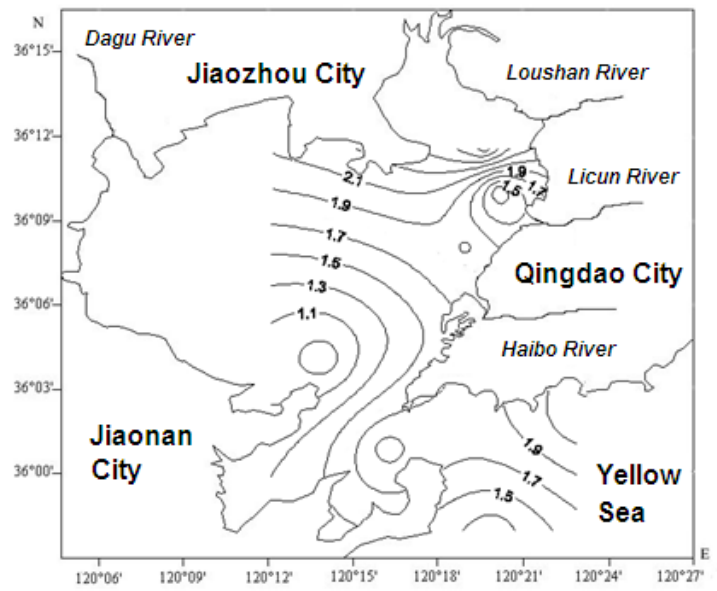 N
36°15'
Dagu River
Jiaozhou City
Loushan River
36°12'
2.1
1.9
1.5
1.7
Licun River
36°09'
1.9
1.7
1.5
Qingdao City
36°06'
1.3
1.1
Haibo River
36°03'
Jiaonan
City
1.9
36°00'
1.7
1.5
Yellow
Sea
E
120°06'
120°09'
120°12'
120°15'
120°18'
120°21'
120°24'
120°27'